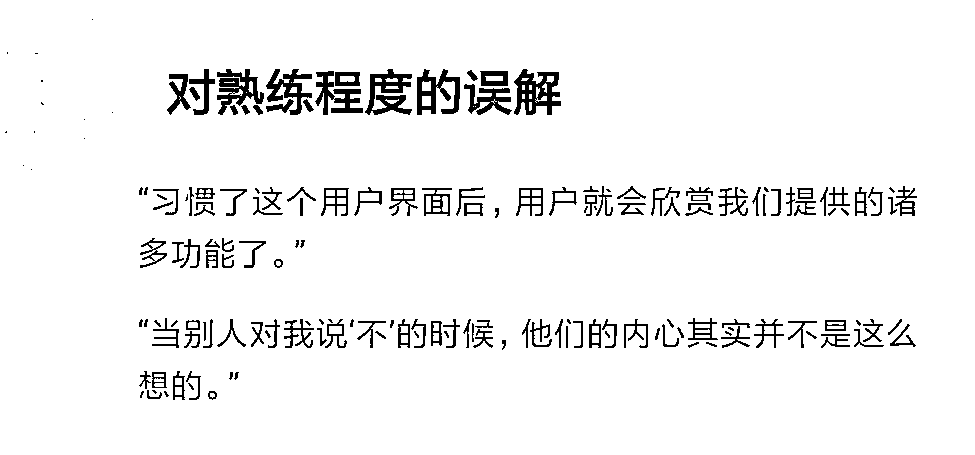 对熟练程度的误解
“习惯了这个用户界面后，用户就会欣赏我们提供的诸
多功能了。”
“当别人对我说‘不’的时候，他们的内心其实并不是这么
想的。”